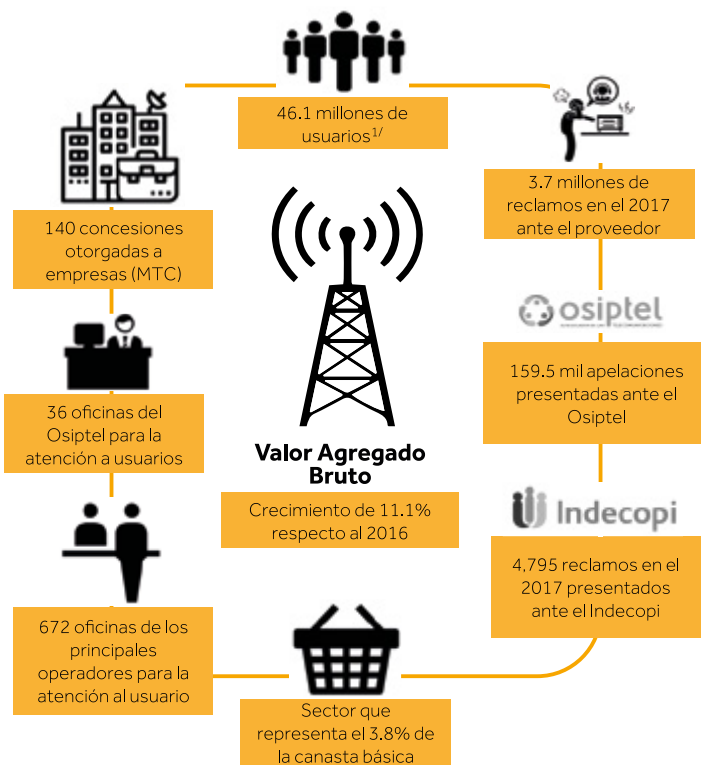 46.1 millones de
usuarios1/
3.7 millones de
reclamos en el 2017
ante el proveedor
140 concesiones
otorgadas a
empresas (MTC)
osiptel
159.5 mil apelaciones
presentadas ante el
Osiptel
36 oficinas del
Osiptel para la
atención a usuarios
Valor Agregado
Bruto
Crecimiento de 11.1%
respecto al 2016
Indecopi
4,795 reclamos en el
2017 presentados
ante el Indecopi
672 oficinas de los
principales
operadores para la
atención al usuario
Sector que
representa el 3.8% de
la canasta básica